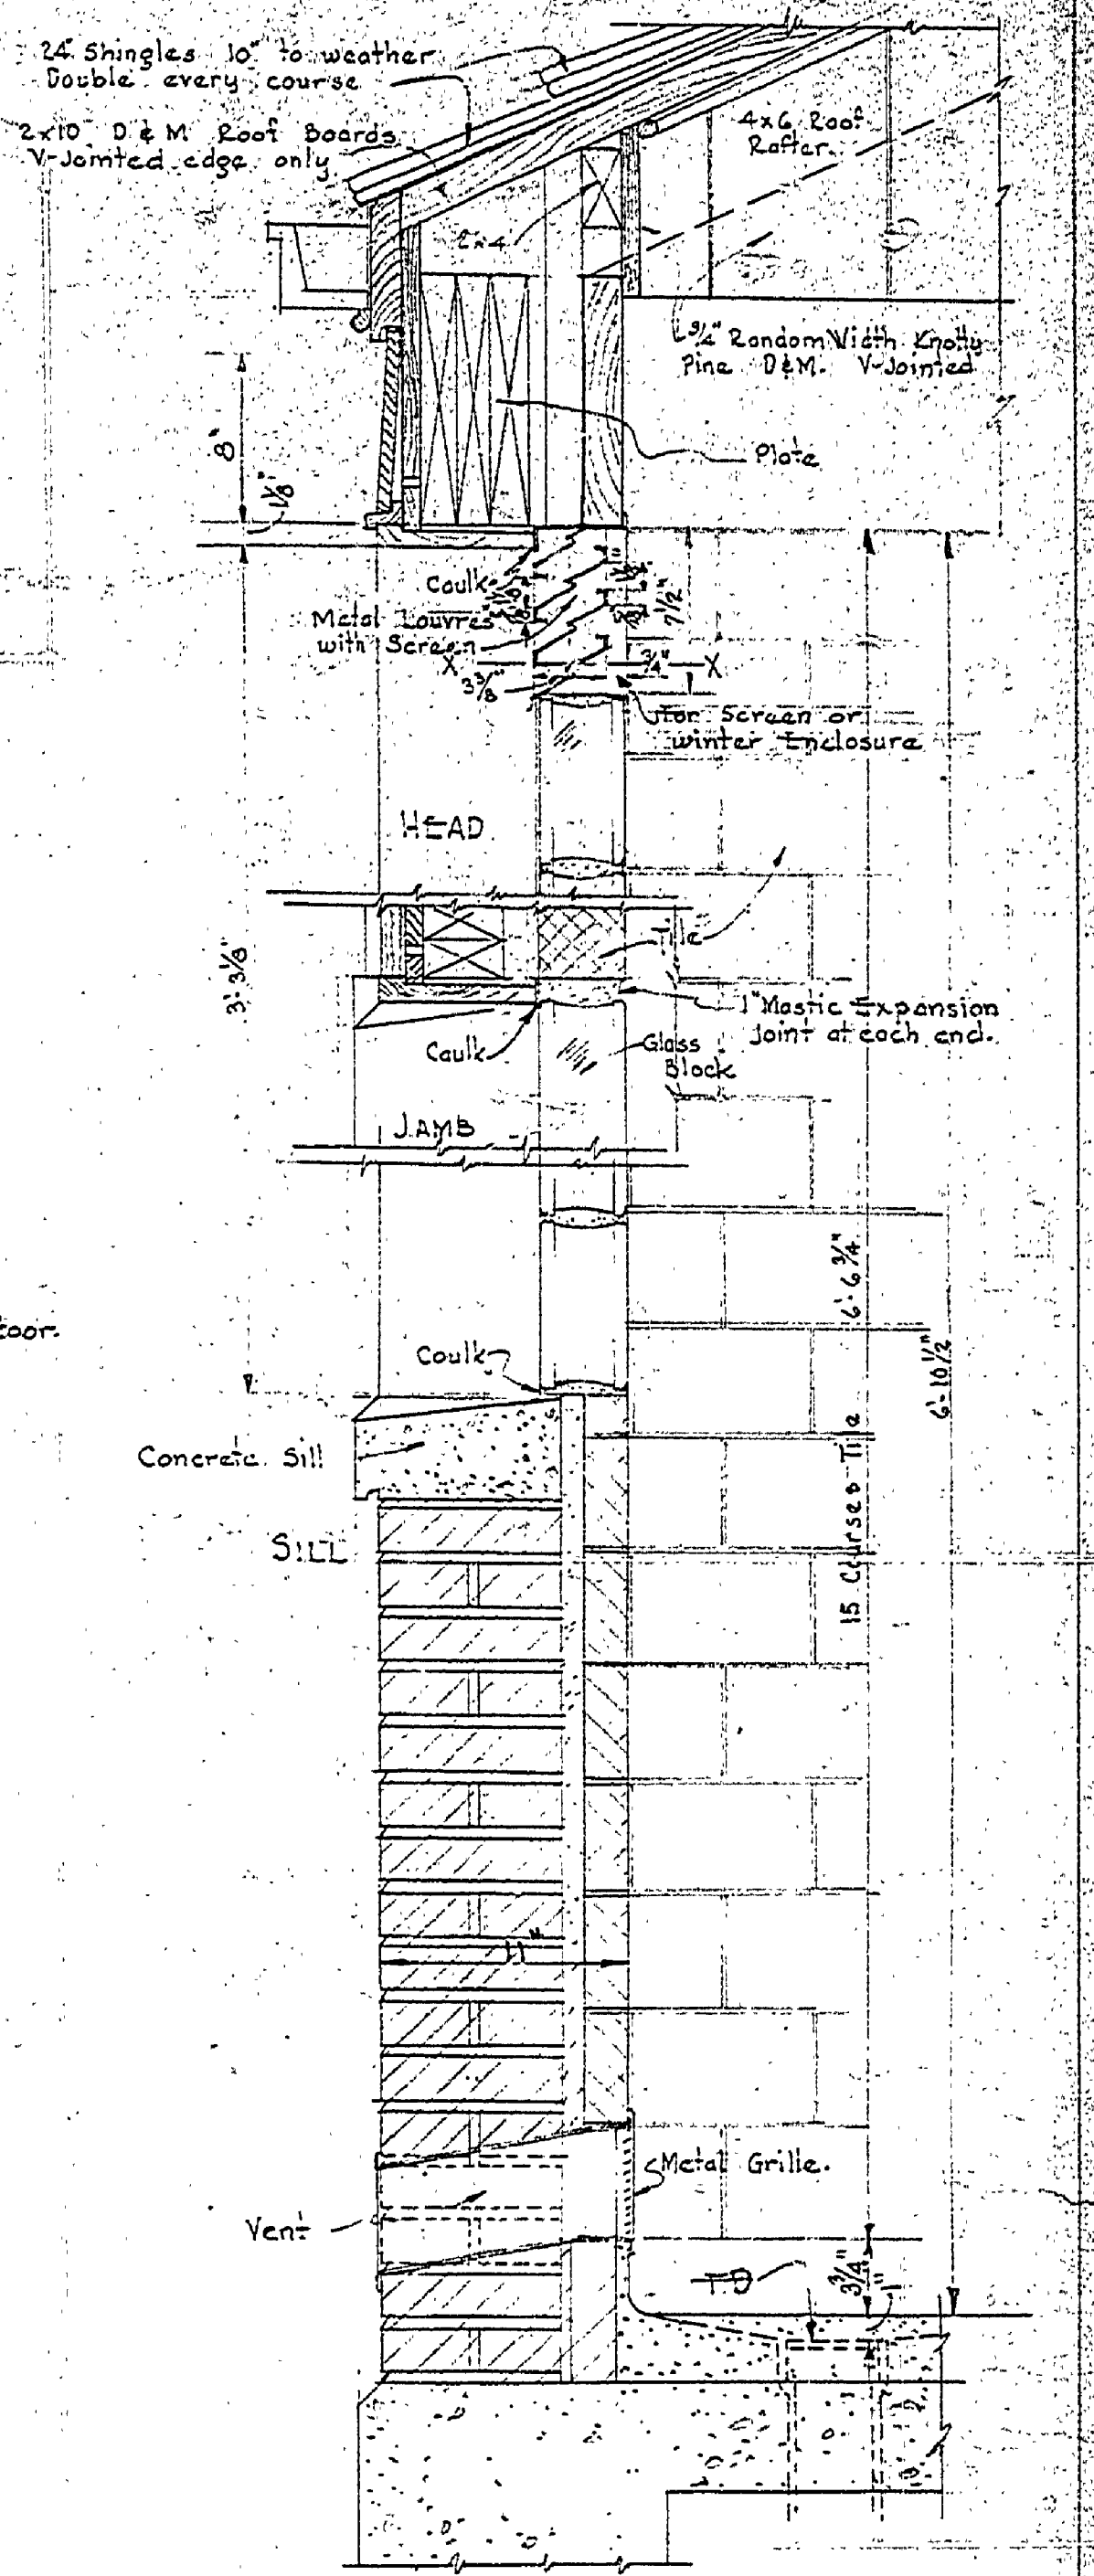 24" Shingles 10" to weather
Double every course
2x10 D & M Roof Boards
V-Jointed edge only
4x6 Roof
Rafter.
2x4
3/4" Random Width Knotty
Pine D&M. V-Jointed
8"
1 1/8"
Plate
Caulk
Metal Louvres
with Screen
7 1/2"
X
3/4"
X
3 3/8"
For Screen or
winter Enclosure
HEAD
3'-3 1/8"
Tile
1" Mastic Expansion
Joint at each end.
Caulk
Glass
Block
JAMB
6'-6 3/4"
Caulk
6'-10 1/2"
Concrete Sill
15 Courses Tile
SILL
11"
Metal Grille.
Vent
F.D
3 3/4"
1"